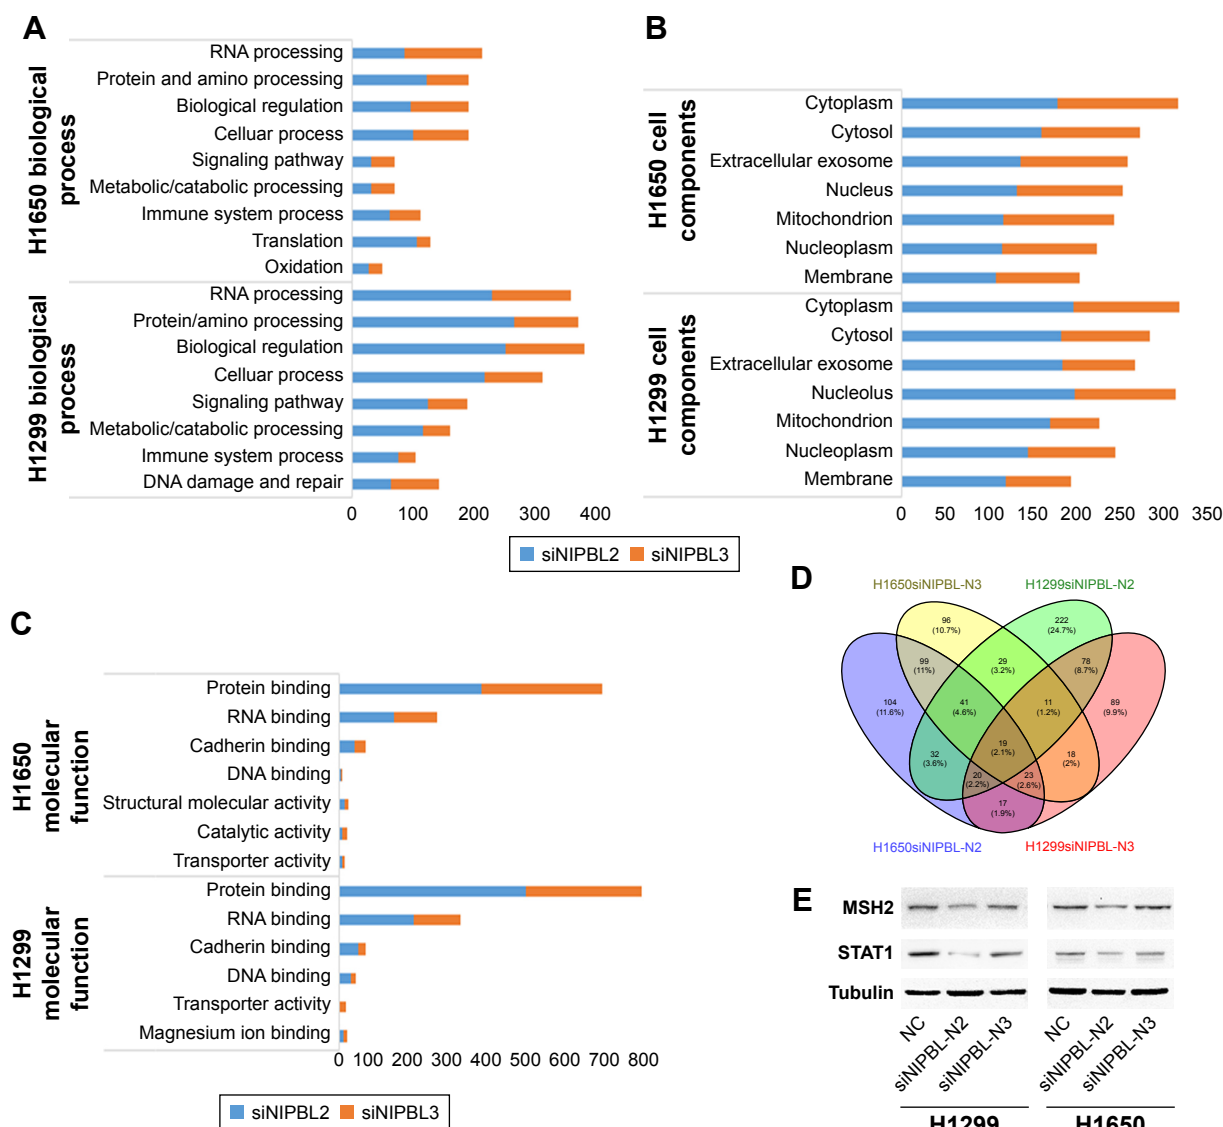 A
H1650 biological
process
RNA processing
Protein and amino processing
Biological regulation
Celluar process
Signaling pathway
Metabolic/catabolic processing
Immune system process
Translation
Oxidation
H1299 biological
process
RNA processing
Protein/amino processing
Biological regulation
Celluar process
Signaling pathway
Metabolic/catabolic processing
Immune system process
DNA damage and repair
0 100 200 300 400
B
H1650 cell
components
Cytoplasm
Cytosol
Extracellular exosome
Nucleus
Mitochondrion
Nucleoplasm
Membrane
H1299 cell
components
Cytoplasm
Cytosol
Extracellular exosome
Nucleolus
Mitochondrion
Nucleoplasm
Membrane
0 50 100 150 200 250 300 350
siNIPBL2 siNIPBL3
C
H1650
molecular
function
Protein binding
RNA binding
Cadherin binding
DNA binding
Structural molecular activity
Catalytic activity
Transporter activity
H1299
molecular
function
Protein binding
RNA binding
Cadherin binding
DNA binding
Transporter activity
Magnesium ion binding
0 100 200 300 400 500 600 700 800
siNIPBL2 siNIPBL3
D
H1650siNIPBL-N3 H1299siNIPBL-N2
96
(10.7%)
222
(24.7%)
99
(11%)
29
(3.2%)
78
(8.7%)
104
(11.6%)
41
(4.6%)
11
(1.2%)
89
(9.9%)
19
(2.1%)
32
(3.6%)
18
(2%)
20
(2.2%)
23
(2.6%)
17
(1.9%)
H1650siNIPBL-N2 H1299siNIPBL-N3
E
MSH2
STAT1
Tubulin
NC
siNIPBL-N2
siNIPBL-N3
NC
siNIPBL-N2
siNIPBL-N3
H1299 H1650